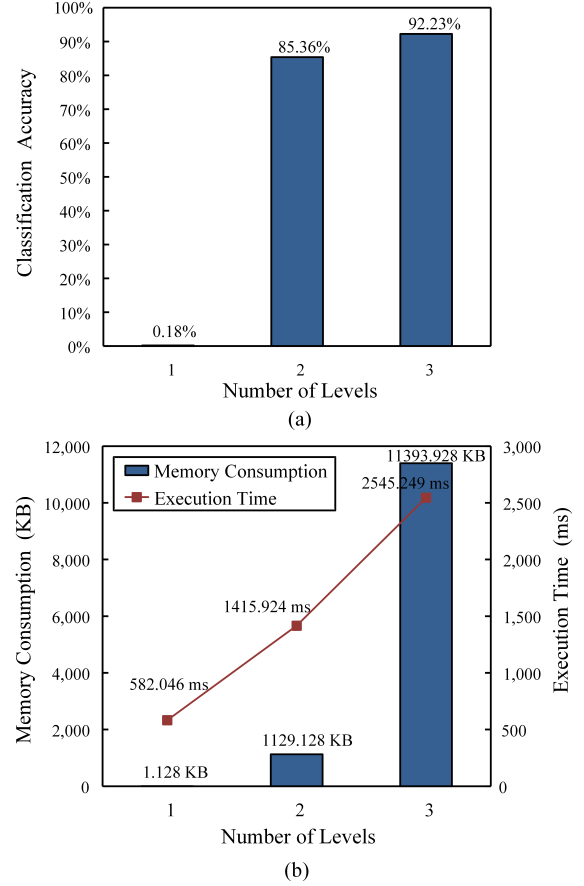 100%
90%
80%
70%
60%
50%
40%
30%
20%
10%
0%
Classification Accuracy
0.18%
85.36%
92.23%
1 2 3
Number of Levels
(a)
12,000
10,000
8,000
6,000
4,000
2,000
0
Memory Consumption (KB)
Memory Consumption
Execution Time
11393.928 KB
2545.249 ms
1415.924 ms
582.046 ms
1129.128 KB
1.128 KB
3,000
2,500
2,000
1,500
1,000
500
0
Execution Time (ms)
1 2 3
Number of Levels
(b)